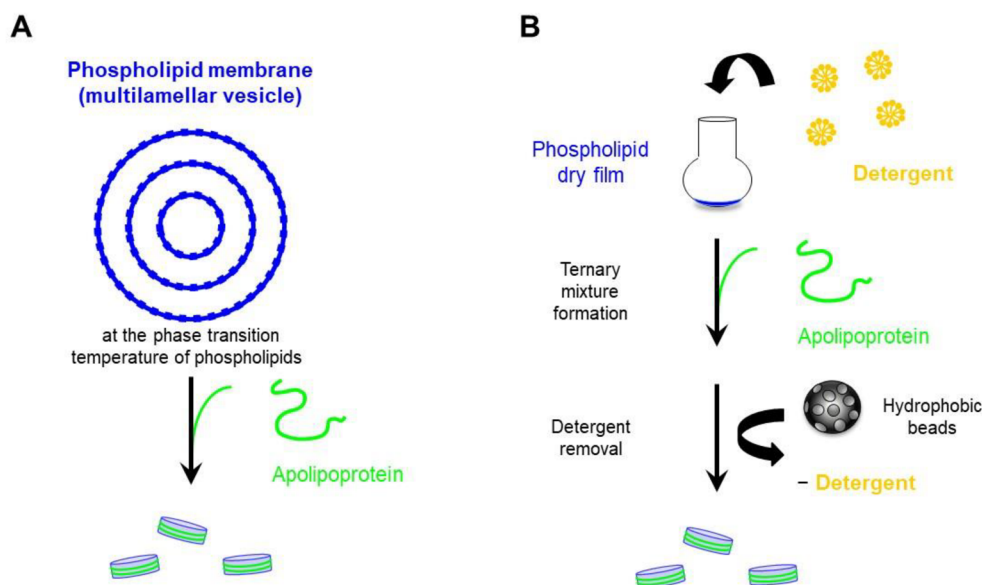 A
Phospholipid membrane
(multilamellar vesicle)
at the phase transition
temperature of phospholipids
Apolipoprotein
B
Phospholipid
dry film
Detergent
Ternary
mixture
formation
Apolipoprotein
Detergent
removal
Hydrophobic
beads
– Detergent